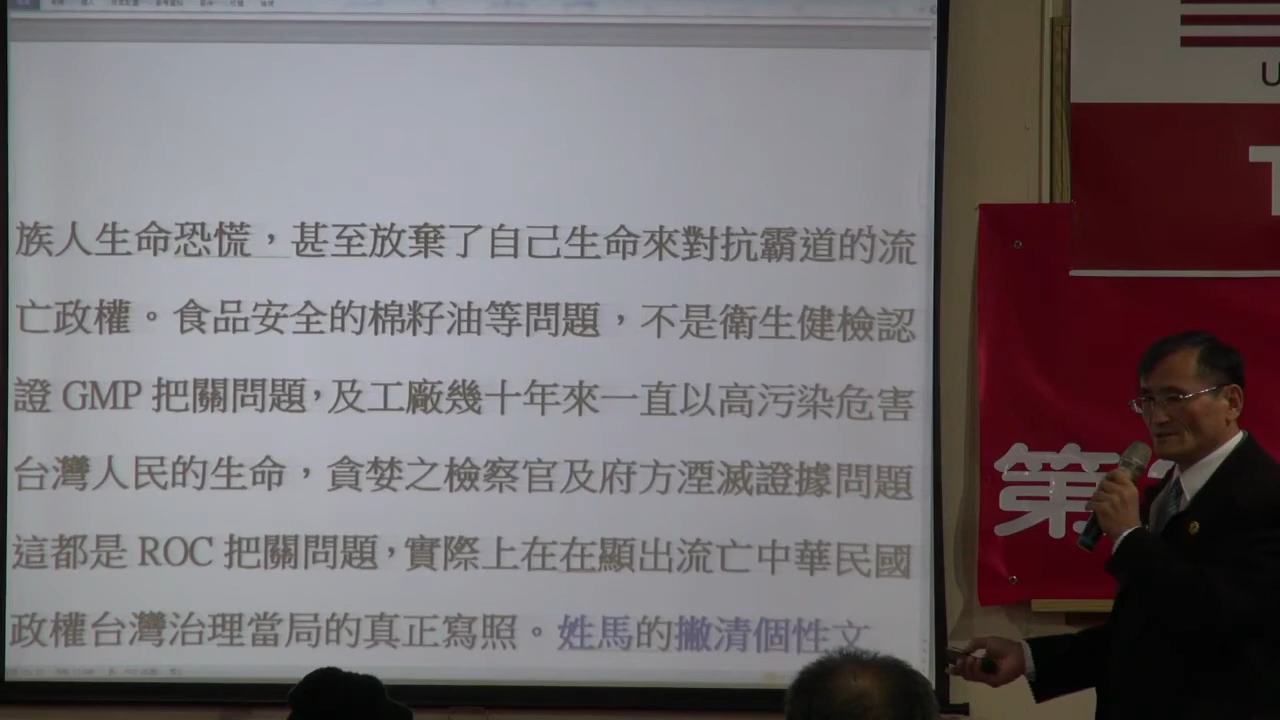 族人生命恐慌，甚至放棄了自己生命來對抗霸道的流
亡政權。食品安全的棉籽油等問題，不是衛生健檢認
證 GMP 把關問題，及工廠幾十年來一直以高污染危害
台灣人民的生命，貪婪之檢察官及府方湮滅證據問題
這都是 ROC 把關問題，實際上在在顯出流亡中華民國
政權台灣治理當局的真正寫照。姓馬的撇清個性文
第